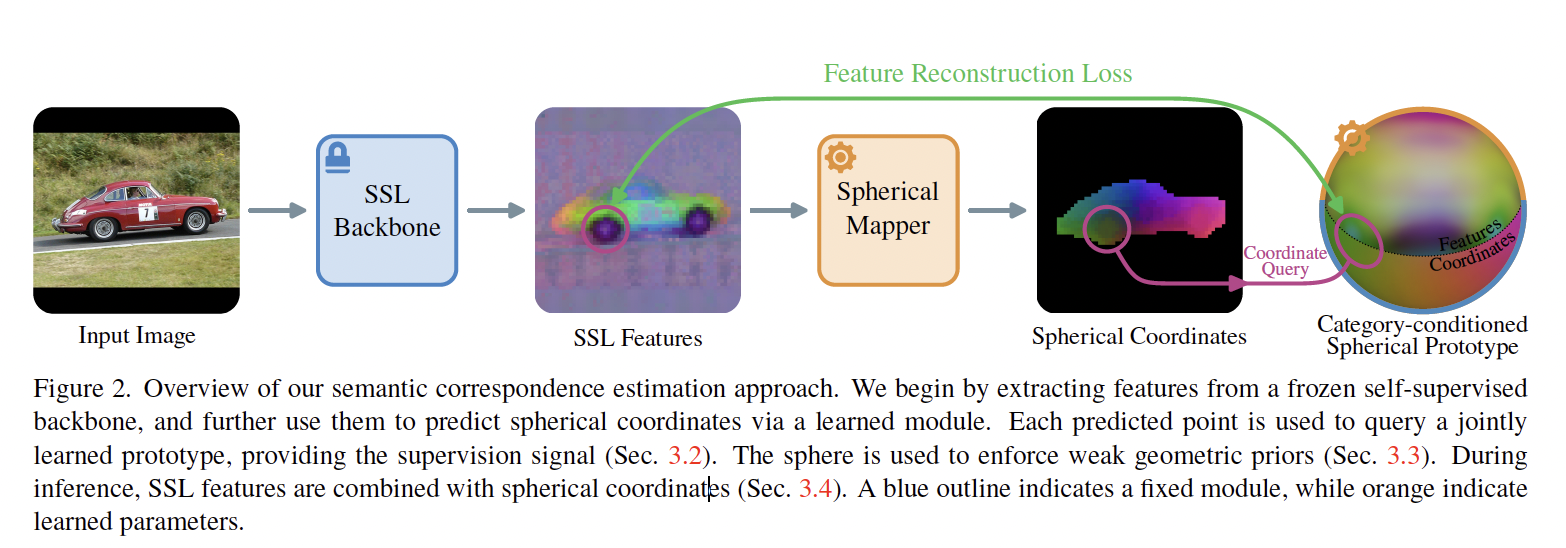 Feature Reconstruction Loss
7
SSL
Backbone
Spherical
Mapper
Features
Coordinates
Coordinate
Query
Input Image
SSL Features
Spherical Coordinates
Category-conditioned
Spherical Prototype
Figure 2. Overview of our semantic correspondence estimation approach. We begin by extracting features from a frozen self-supervised
backbone, and further use them to predict spherical coordinates via a learned module. Each predicted point is used to query a jointly
learned prototype, providing the supervision signal (Sec. 3.2). The sphere is used to enforce weak geometric priors (Sec. 3.3). During
inference, SSL features are combined with spherical coordinates (Sec. 3.4). A blue outline indicates a fixed module, while orange indicate
learned parameters.